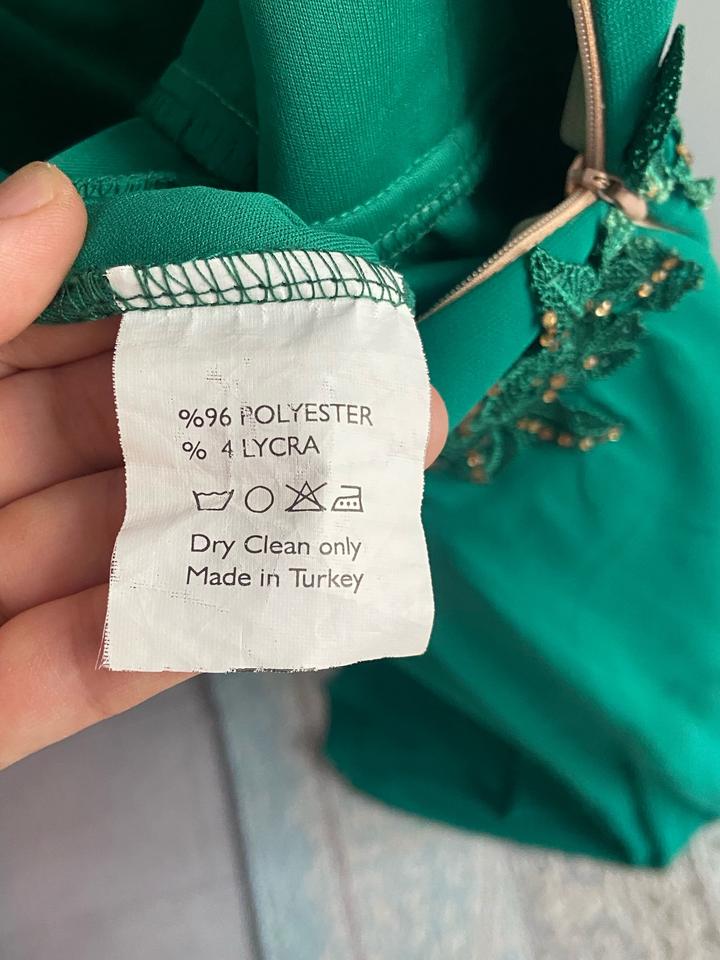 %96 POLYESTER
% 4 LYCRA
Dry Clean only
Made in Turkey